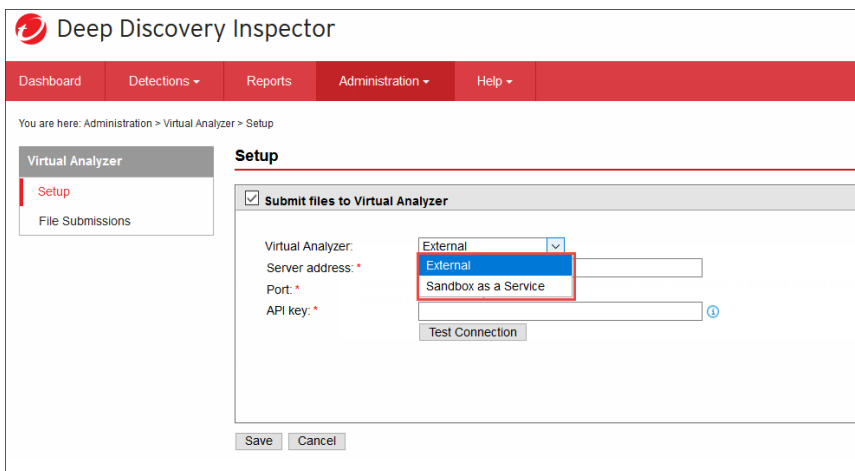 Deep Discovery Inspector
Dashboard Detections Reports Administration Help
You are here: Administration > Virtual Analyzer > Setup
Virtual Analyzer
Setup
File Submissions
Setup
Submit files to Virtual Analyzer
Virtual Analyzer: External
Server address: * External
Port: * Sandbox as a Service
API key: *
Test Connection
Save Cancel